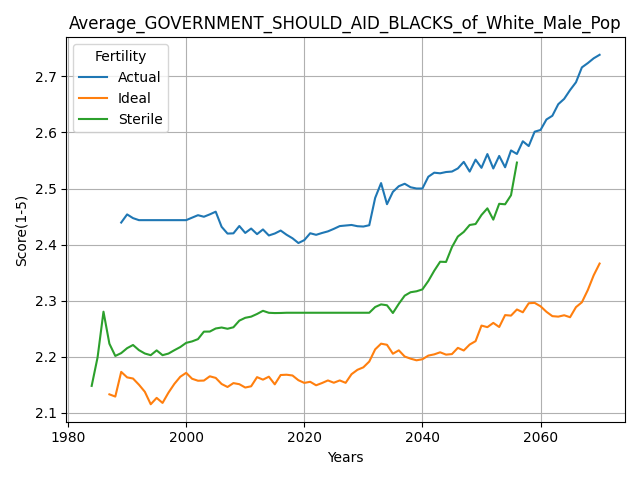 Average_GOVERNMENT_SHOULD_AID_BLACKS_of_White_Male_Pop
Fertility
Actual
Ideal
Sterile
2.7
2.6
2.5
2.4
2.3
2.2
2.1
Score(1-5)
1980
2000
2020
2040
2060
Years